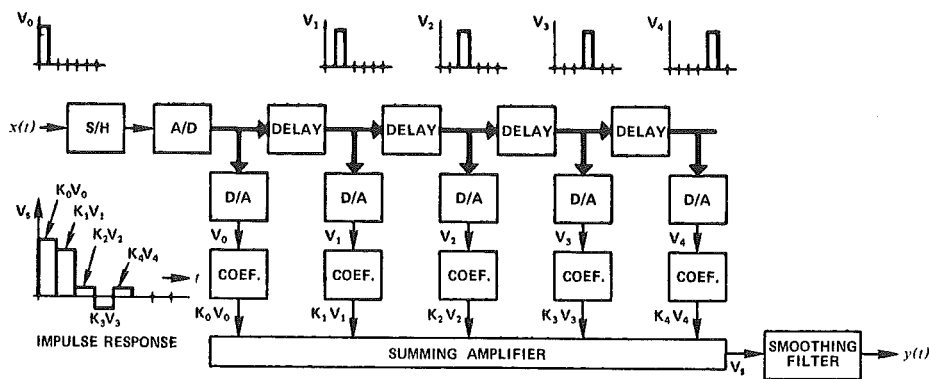 V₀ V₁ V₂ V₃ V₄
x(t) S/H A/D DELAY DELAY DELAY DELAY
D/A D/A D/A D/A D/A
V₀ V₁ V₂ V₃ V₄
COEF. COEF. COEF. COEF. COEF.
K₀V₀ K₁V₁ K₂V₂ K₃V₃ K₄V₄
Vₛ K₀V₀
K₁V₁
K₂V₂ K₄V₄
t
K₃V₃
IMPULSE RESPONSE
SUMMING AMPLIFIER Vₛ
SMOOTHING
FILTER
y(t)